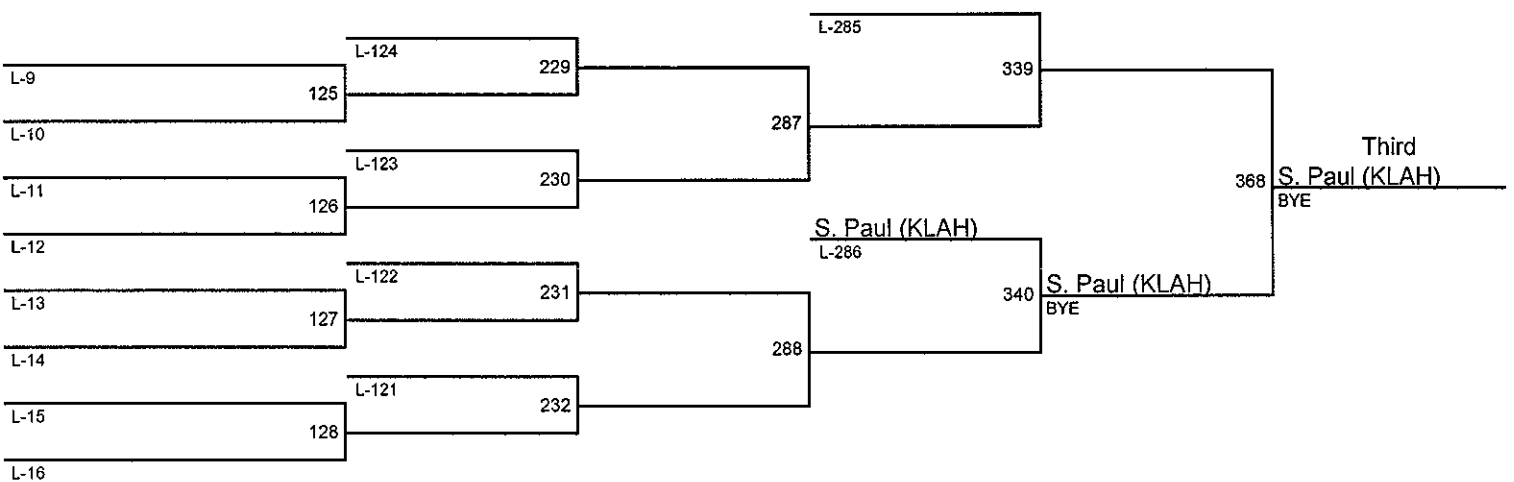 L-285
L-124
229
339
L-9
125
L-10
287
Third
L-123
L-11
230
368
S. Paul (KLAH)
BYE
126
S. Paul (KLAH)
L-12
L-286
L-122
L-13
231
340
S. Paul (KLAH)
BYE
127
L-14
288
L-121
L-15
232
128
L-16